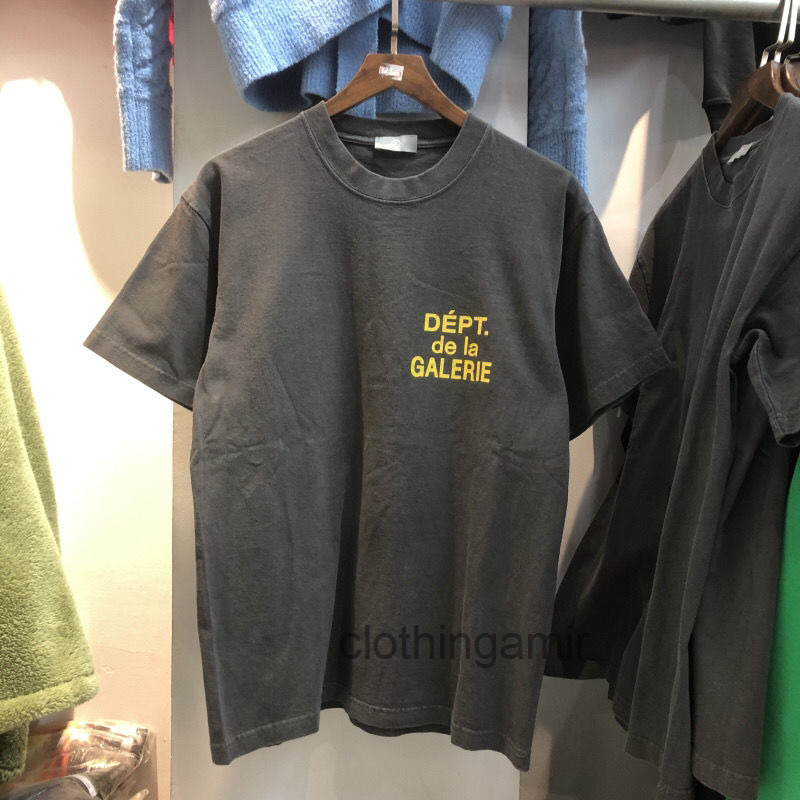 DÉPT.
de la
GALERIE
clothingamir